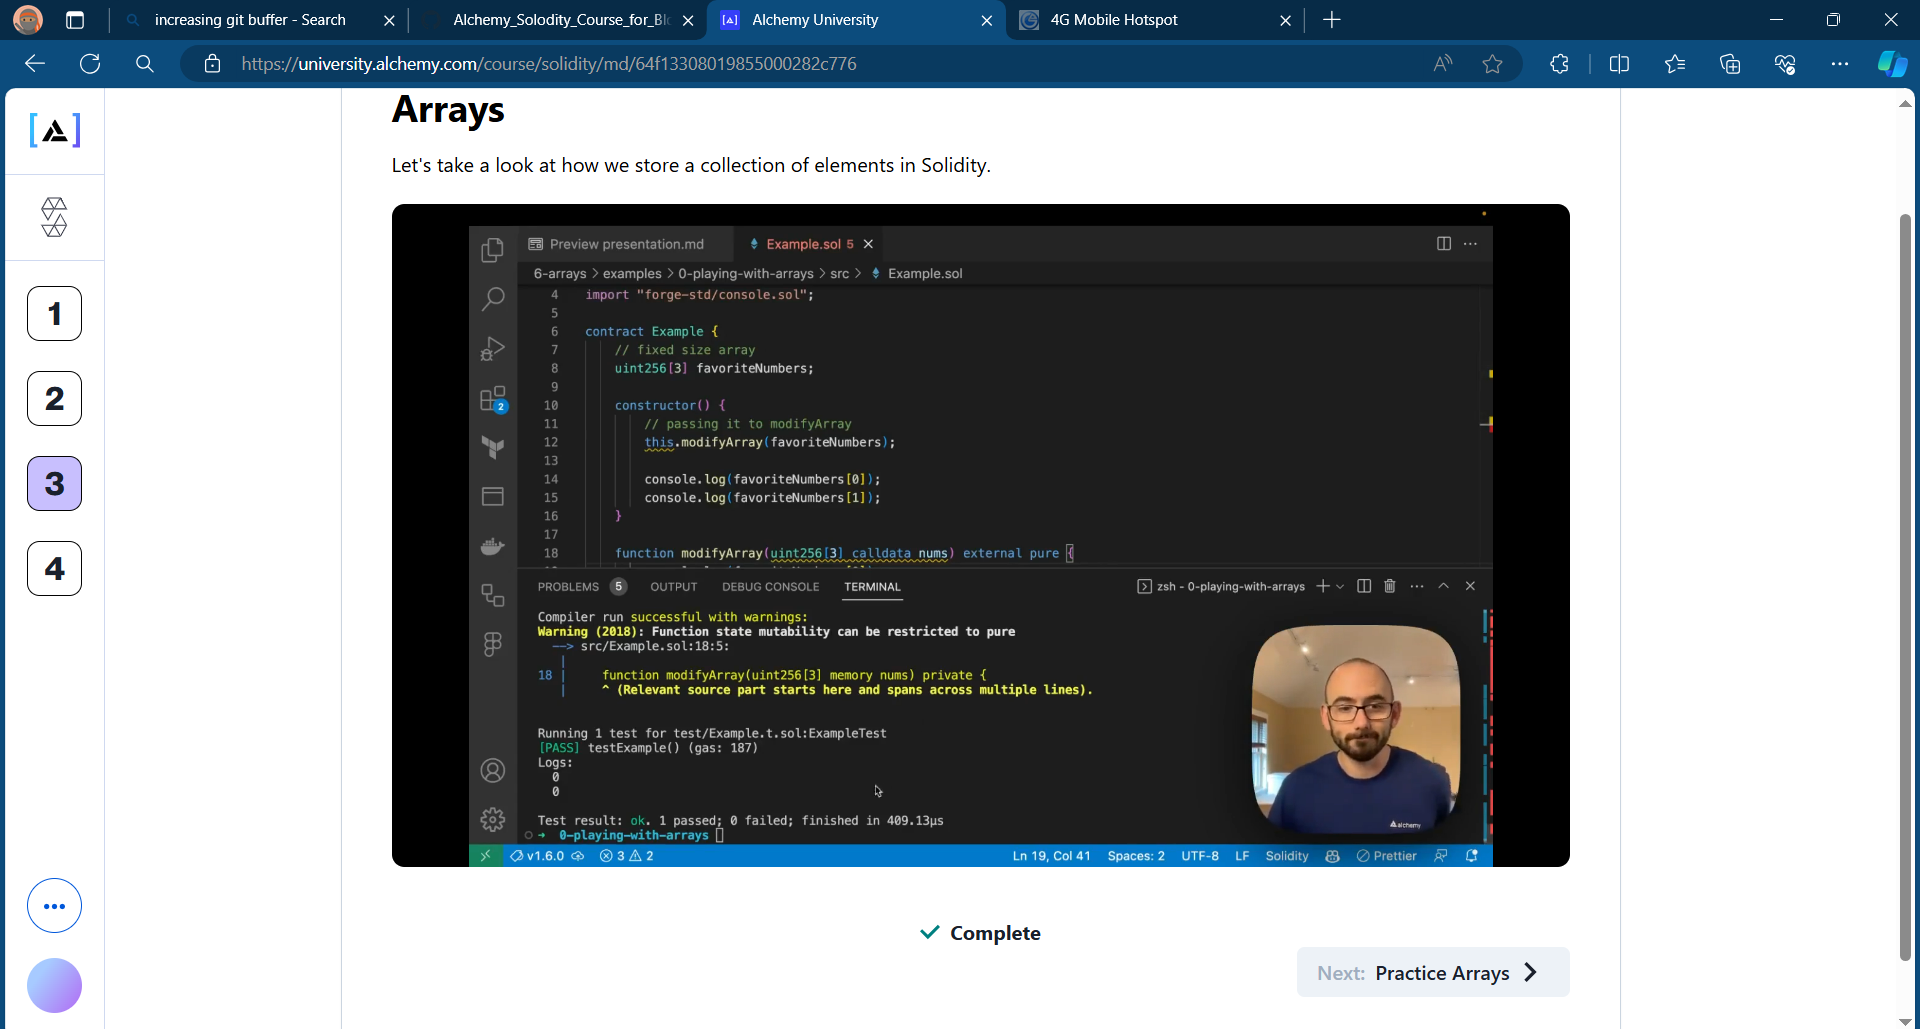 increasing git buffer - Search
Alchemy_Solodity_Course_for_Blo
Alchemy University
4G Mobile Hotspot
https://university.alchemy.com/course/solidity/md/64f13308019855000282c776
Arrays
Let's take a look at how we store a collection of elements in Solidity.
1
2
3
4
Preview presentation.md
Example.sol 5
6-arrays > examples > 0-playing-with-arrays > src > Example.sol
4 import "forge-std/console.sol";
5
6 contract Example {
7 // fixed size array
8 uint256[3] favoriteNumbers;
9
10 constructor() {
11 // passing it to modifyArray
12 this.modifyArray(favoriteNumbers);
13
14 console.log(favoriteNumbers[0]);
15 console.log(favoriteNumbers[1]);
16 }
17
18 function modifyArray(uint256[3] calldata nums) external pure {
2
PROBLEMS 5 OUTPUT DEBUG CONSOLE TERMINAL zsh - 0-playing-with-arrays
Compiler run successful with warnings:
Warning (2018): Function state mutability can be restricted to pure
--> src/Example.sol:18:5:
|
18 | function modifyArray(uint256[3] memory nums) private {
| ^ (Relevant source part starts here and spans across multiple lines).
Running 1 test for test/Example.t.sol:ExampleTest
[PASS] testExample() (gas: 187)
Logs:
0
0
Test result: ok. 1 passed; 0 failed; finished in 409.13µs
0-playing-with-arrays
alchemy
v1.6.0 3 2 Ln 19, Col 41 Spaces: 2 UTF-8 LF Solidity Prettier
Complete
Next: Practice Arrays